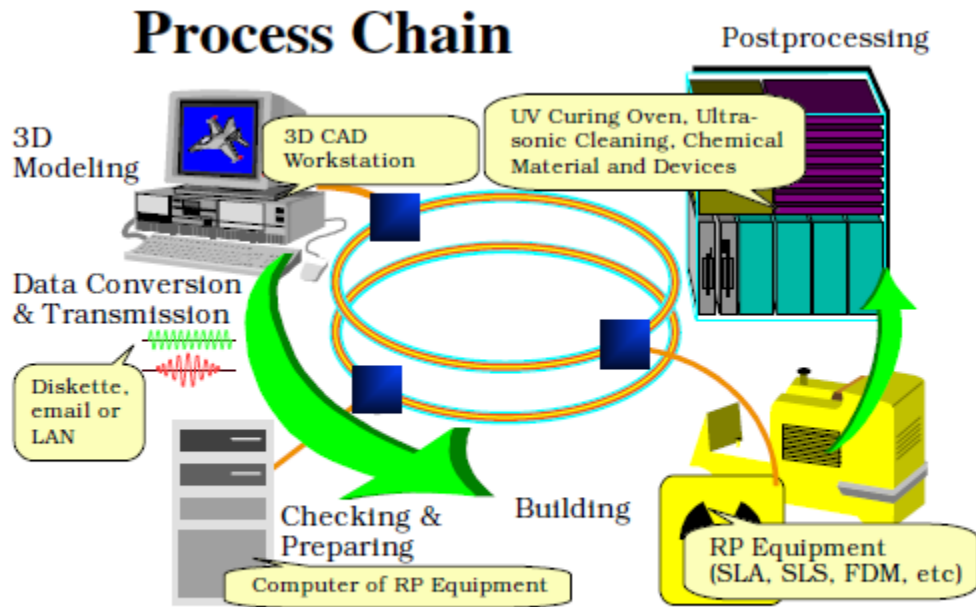 Process Chain
Postprocessing
3D
Modeling
3D CAD
Workstation
UV Curing Oven, Ultra-
sonic Cleaning, Chemical
Material and Devices
Data Conversion
& Transmission
Diskette,
email or
LAN
Checking &
Preparing
Computer of RP Equipment
Building
RP Equipment
(SLA, SLS, FDM, etc)